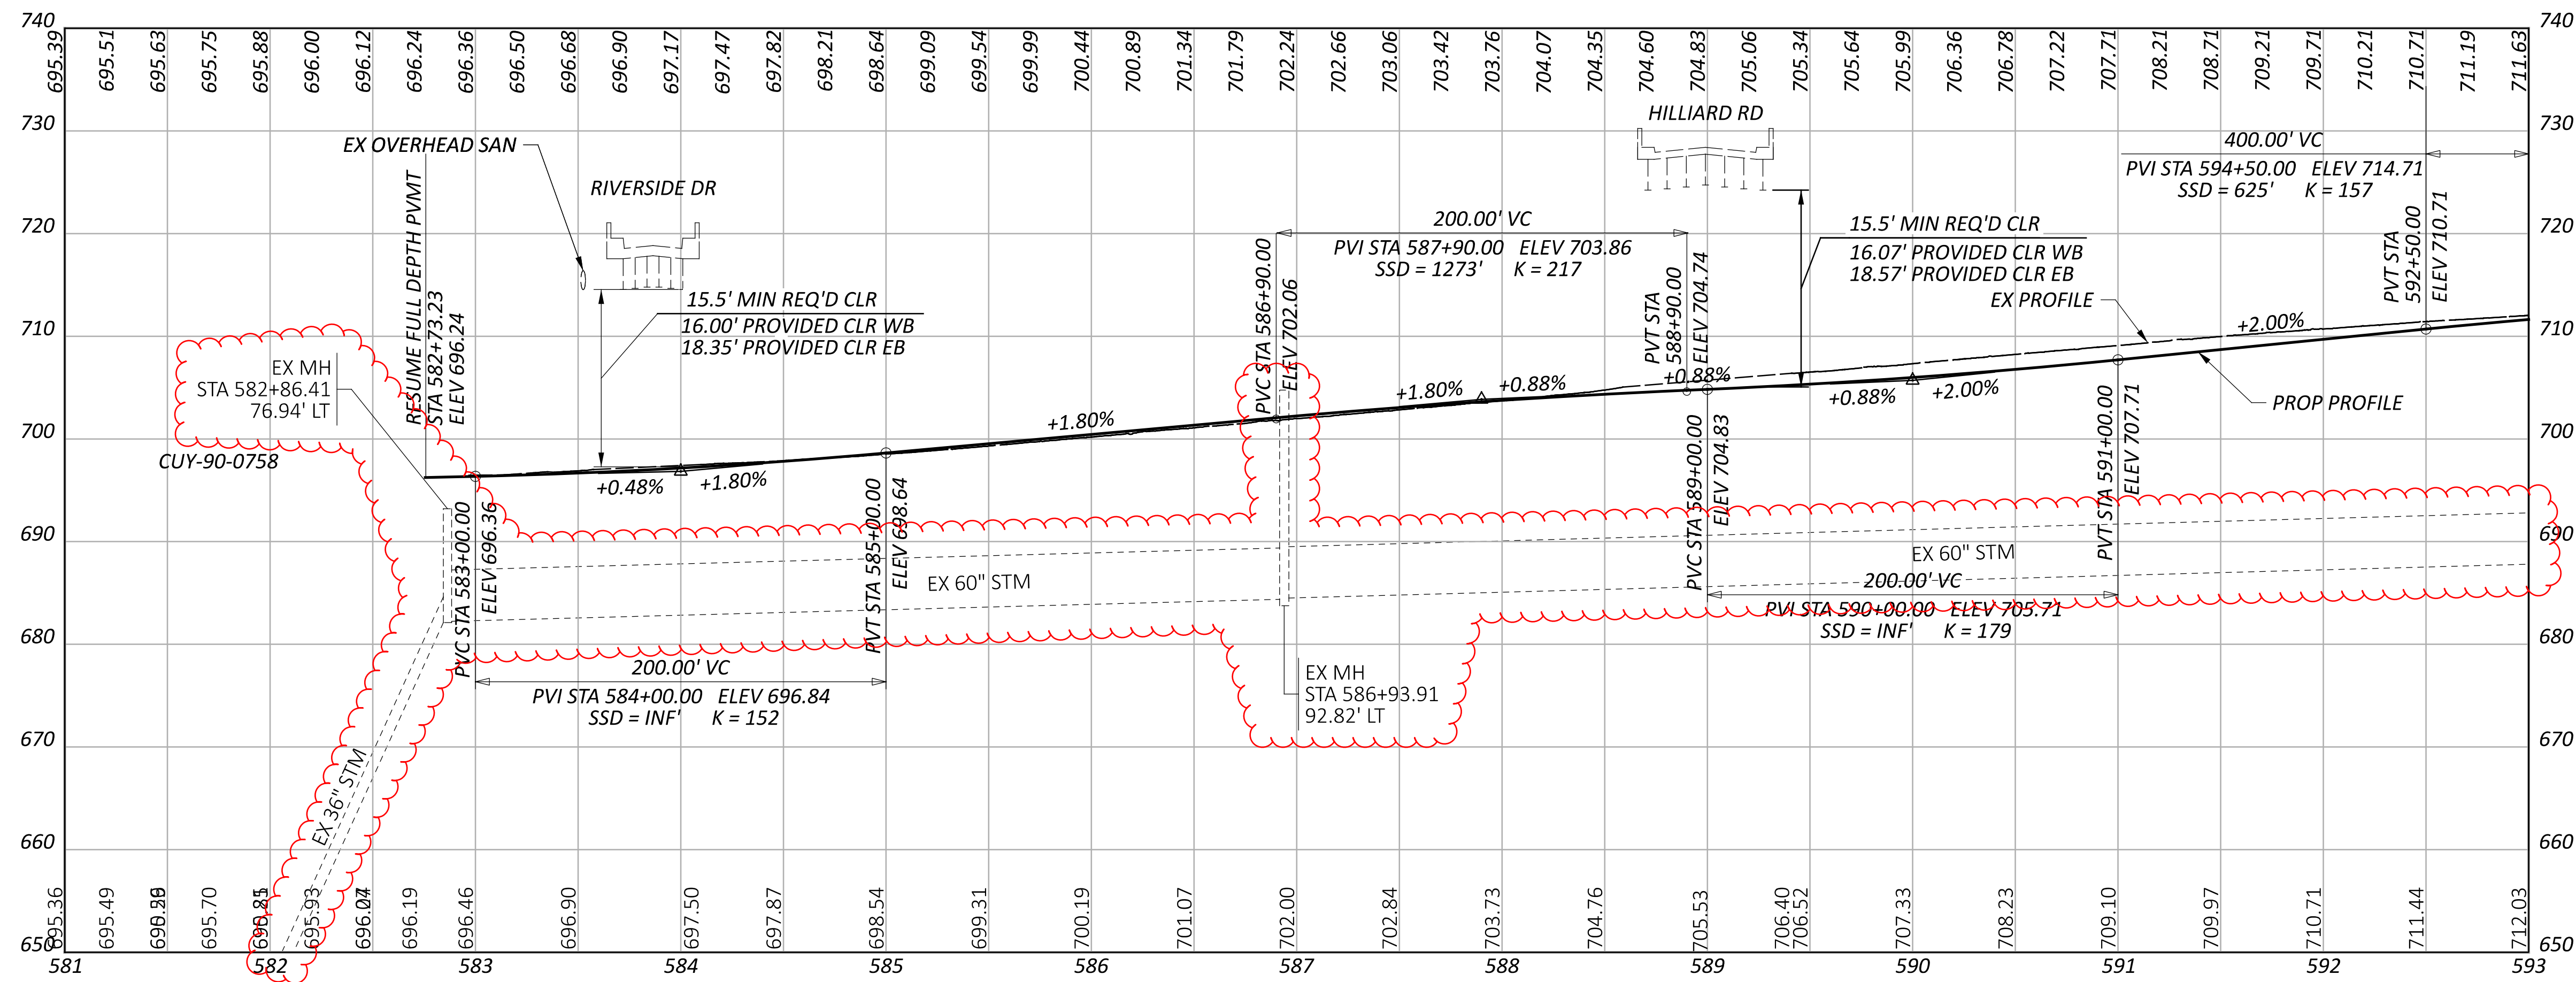 740
730
720
710
700
690
680
670
660
650
740
730
720
710
700
690
680
670
660
650
695.39
695.51
695.63
695.75
695.88
696.00
696.12
696.24
696.36
696.50
696.68
696.90
697.17
697.47
697.82
698.21
698.64
699.09
699.54
699.99
700.44
700.89
701.34
701.79
702.24
702.66
703.06
703.42
703.76
704.07
704.35
704.60
704.83
705.06
705.34
705.64
705.99
706.36
706.78
707.22
707.71
708.21
708.71
709.21
709.71
710.21
710.71
711.19
711.63
EX OVERHEAD SAN
RIVERSIDE DR
RESUME FULL DEPTH PVMT
STA 582+73.23
ELEV 696.24
15.5' MIN REQ'D CLR
16.00' PROVIDED CLR WB
18.35' PROVIDED CLR EB
EX MH
STA 582+86.41
76.94' LT
CUY-90-0758
PVC STA 583+00.00
ELEV 696.36
+0.48%
+1.80%
PVT STA 585+00.00
ELEV 698.64
200.00' VC
PVI STA 584+00.00 ELEV 696.84
SSD = INF' K = 152
EX 36" STM
EX 60" STM
+1.80%
PVC STA 586+90.00
ELEV 702.06
200.00' VC
PVI STA 587+90.00 ELEV 703.86
SSD = 1273' K = 217
+1.80%
+0.88%
EX MH
STA 586+93.91
92.82' LT
HILLIARD RD
PVT STA
588+90.00
ELEV 704.74
+0.88%
15.5' MIN REQ'D CLR
16.07' PROVIDED CLR WB
18.57' PROVIDED CLR EB
EX PROFILE
PVC STA 589+00.00
ELEV 704.83
+0.88%
+2.00%
EX 60" STM
200.00' VC
PVI STA 590+00.00 ELEV 705.71
SSD = INF' K = 179
PVT STA 591+00.00
ELEV 707.71
PROP PROFILE
+2.00%
400.00' VC
PVI STA 594+50.00 ELEV 714.71
SSD = 625' K = 157
PVT STA
592+50.00
ELEV 710.71
695.36
695.49
695.70
695.93
696.19
696.46
696.90
697.50
697.87
698.54
699.31
700.19
701.07
702.00
702.84
703.73
704.76
705.53
706.40
706.52
707.33
708.23
709.10
709.97
710.71
711.44
712.03
581
582
583
584
585
586
587
588
589
590
591
592
593